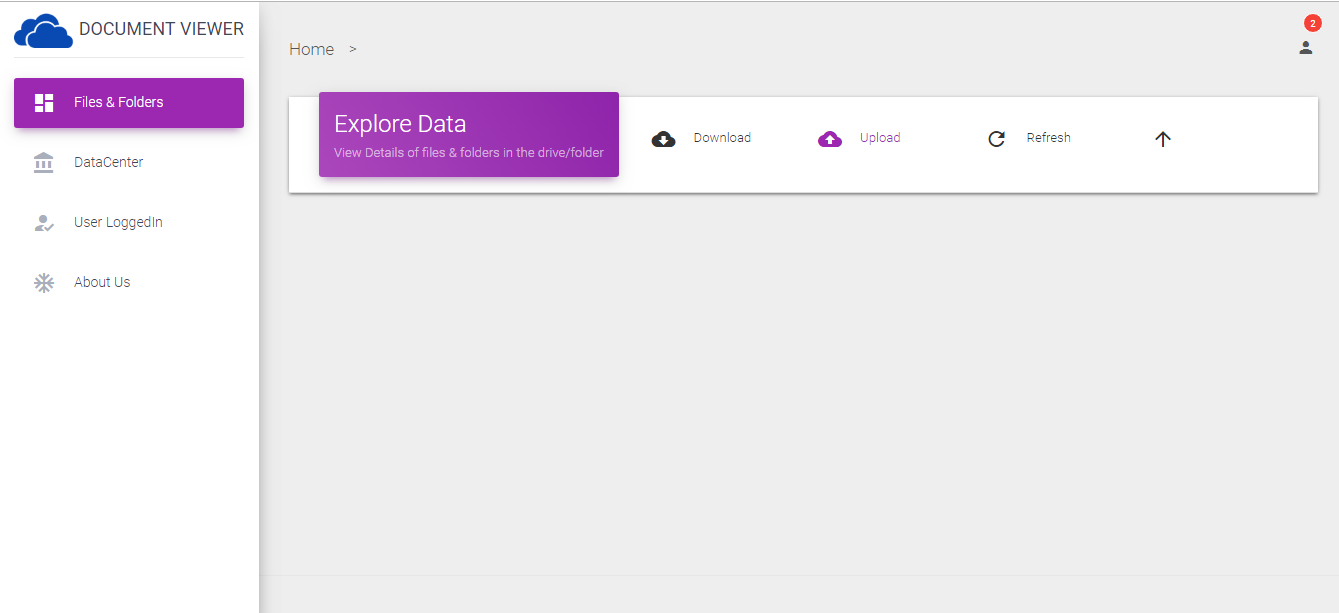 DOCUMENT VIEWER
2
Home >
Files & Folders
Explore Data
View Details of files & folders in the drive/folder
Download
Upload
Refresh
DataCenter
User LoggedIn
About Us